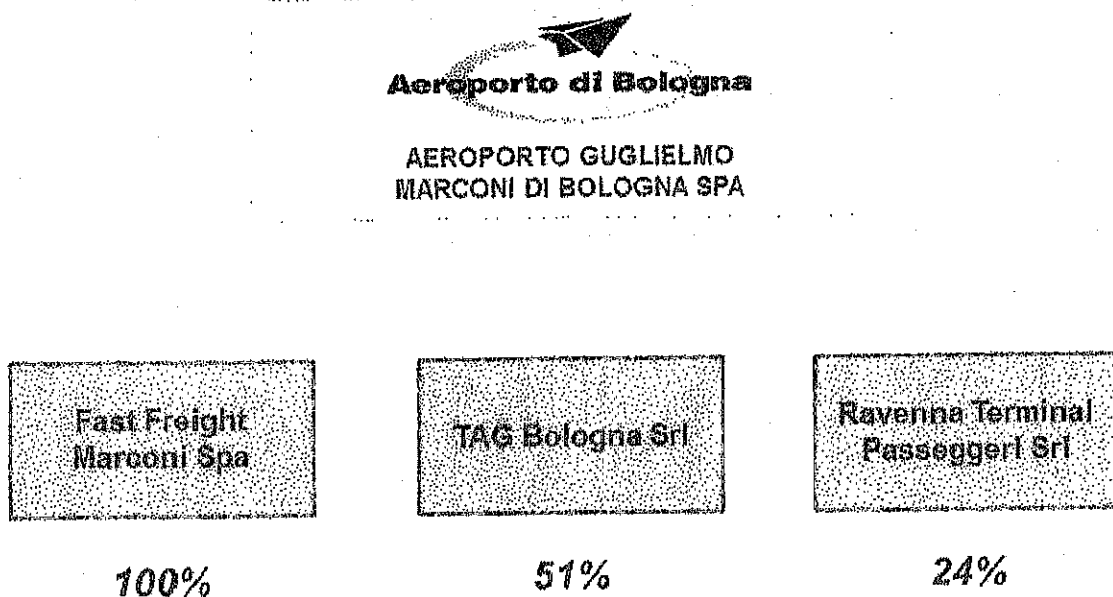 Aeroporto di Bologna
AEROPORTO GUGLIELMO
MARCONI DI BOLOGNA SPA
Fast Freight
Marconi Spa
TAG Bologna Srl
Ravenna Terminal
Passeggeri Srl
100%
51%
24%